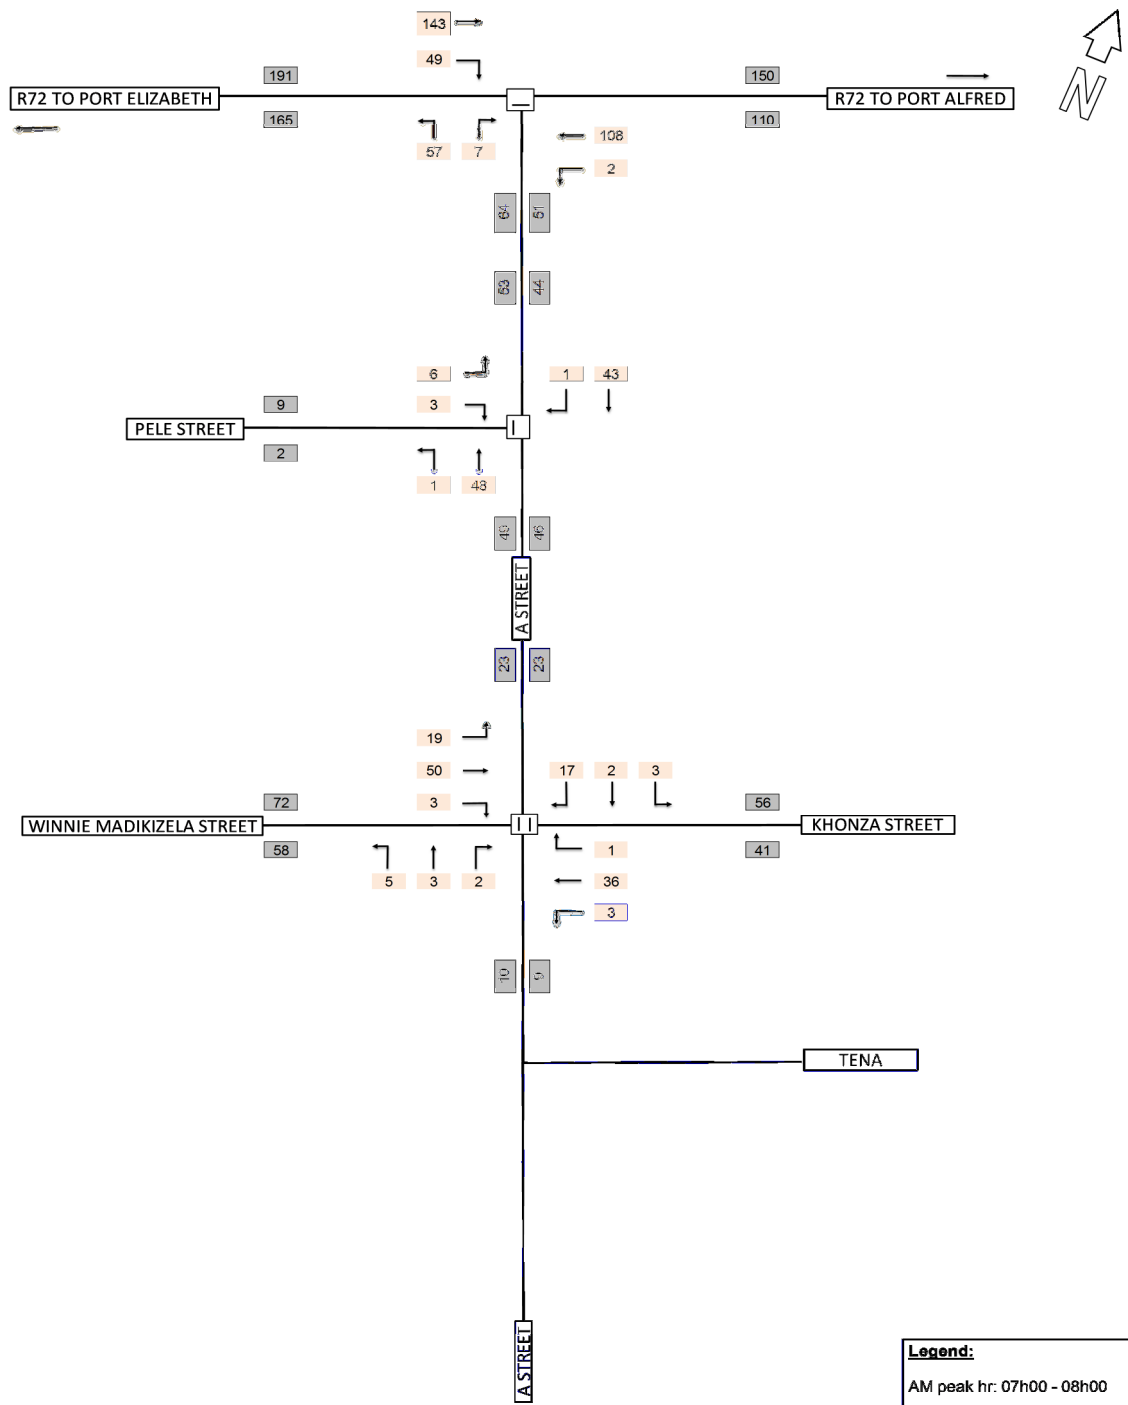 143
49
191
150
R72 TO PORT ELIZABETH
R72 TO PORT ALFRED
N
165
110
57 7
108
2
64 51
53 44
6
1 43
3
9
PELE STREET
2
1 48
49 46
A STREET
23 23
19
50
17 2 3
3
72
56
WINNIE MADIKIZELA STREET
KHONZA STREET
58
1
41
5 3 2
36
3
10 9
TENA
A STREET
Legend:
AM peak hr: 07h00 - 08h00